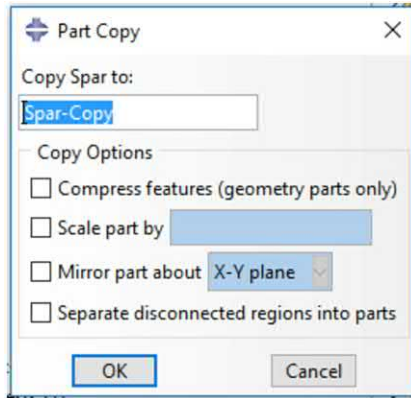 Part Copy
Copy Spar to:
Spar-Copy
Copy Options
Compress features (geometry parts only)
Scale part by
Mirror part about X-Y plane
Separate disconnected regions into parts
OK Cancel